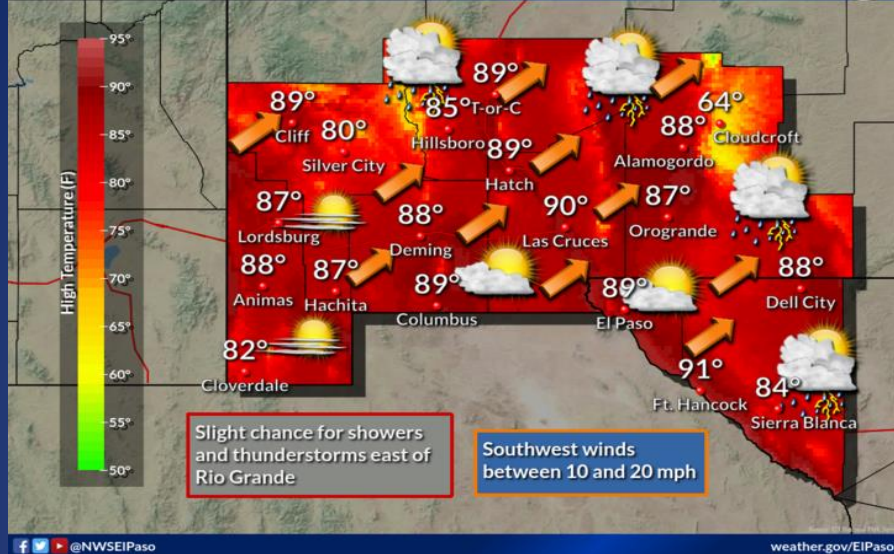 95°
90°
85°
80°
75°
70°
65°
60°
55°
50°
High Temperature (F)
89°
Cliff
80°
Silver City
85°
Hillsboro
89°
T-or-C
89°
Hatch
64°
Cloudcroft
88°
Alamogordo
87°
Lordsburg
88°
Deming
90°
Las Cruces
87°
Orogrande
88°
Animas
87°
Hachita
89°
Columbus
89°
El Paso
88°
Dell City
82°
Cloverdale
91°
Ft. Hancock
84°
Sierra Blanca
Slight chance for showers
and thunderstorms east of
Rio Grande
Southwest winds
between 10 and 20 mph
@NWSElPaso
weather.gov/ElPaso